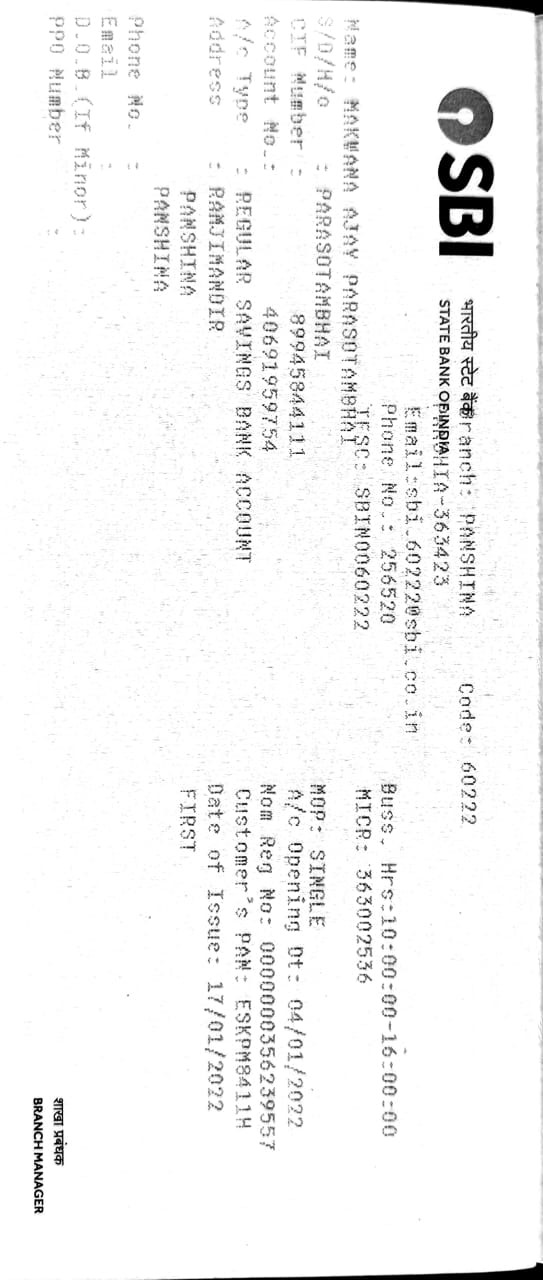 SBI
भारतीय स्टेट बैंक Branch: PANSHINA Code: 60222
STATE BANK OF INDIA PANSHIA-363423
Email:sbi.60222@sbi.co.in
Phone No.: 256520 Buss. Hrs:10:00:00-16:00:00
IFSC: SBIN0060222 MICR: 363002536
Name: MAKWANA AJAY PARASOTAMBHAI
S/D/H/o : PARASOTAMBHAI MOP: SINGLE
CIF Number : 89945844111 A/c Opening Dt: 04/01/2022
Account No.: 40691959754 Nom Reg No: 0000000356239557
A/c Type : REGULAR SAVINGS BANK ACCOUNT Customer's PAN: ESKPM8411H
Address : RAMJIMANDIR Date of Issue: 17/01/2022
PANSHINA FIRST
PANSHINA
Phone No. :
Email :
D.O.B.(If Minor):
PPO Number :
शाखा प्रबंधक
BRANCH MANAGER